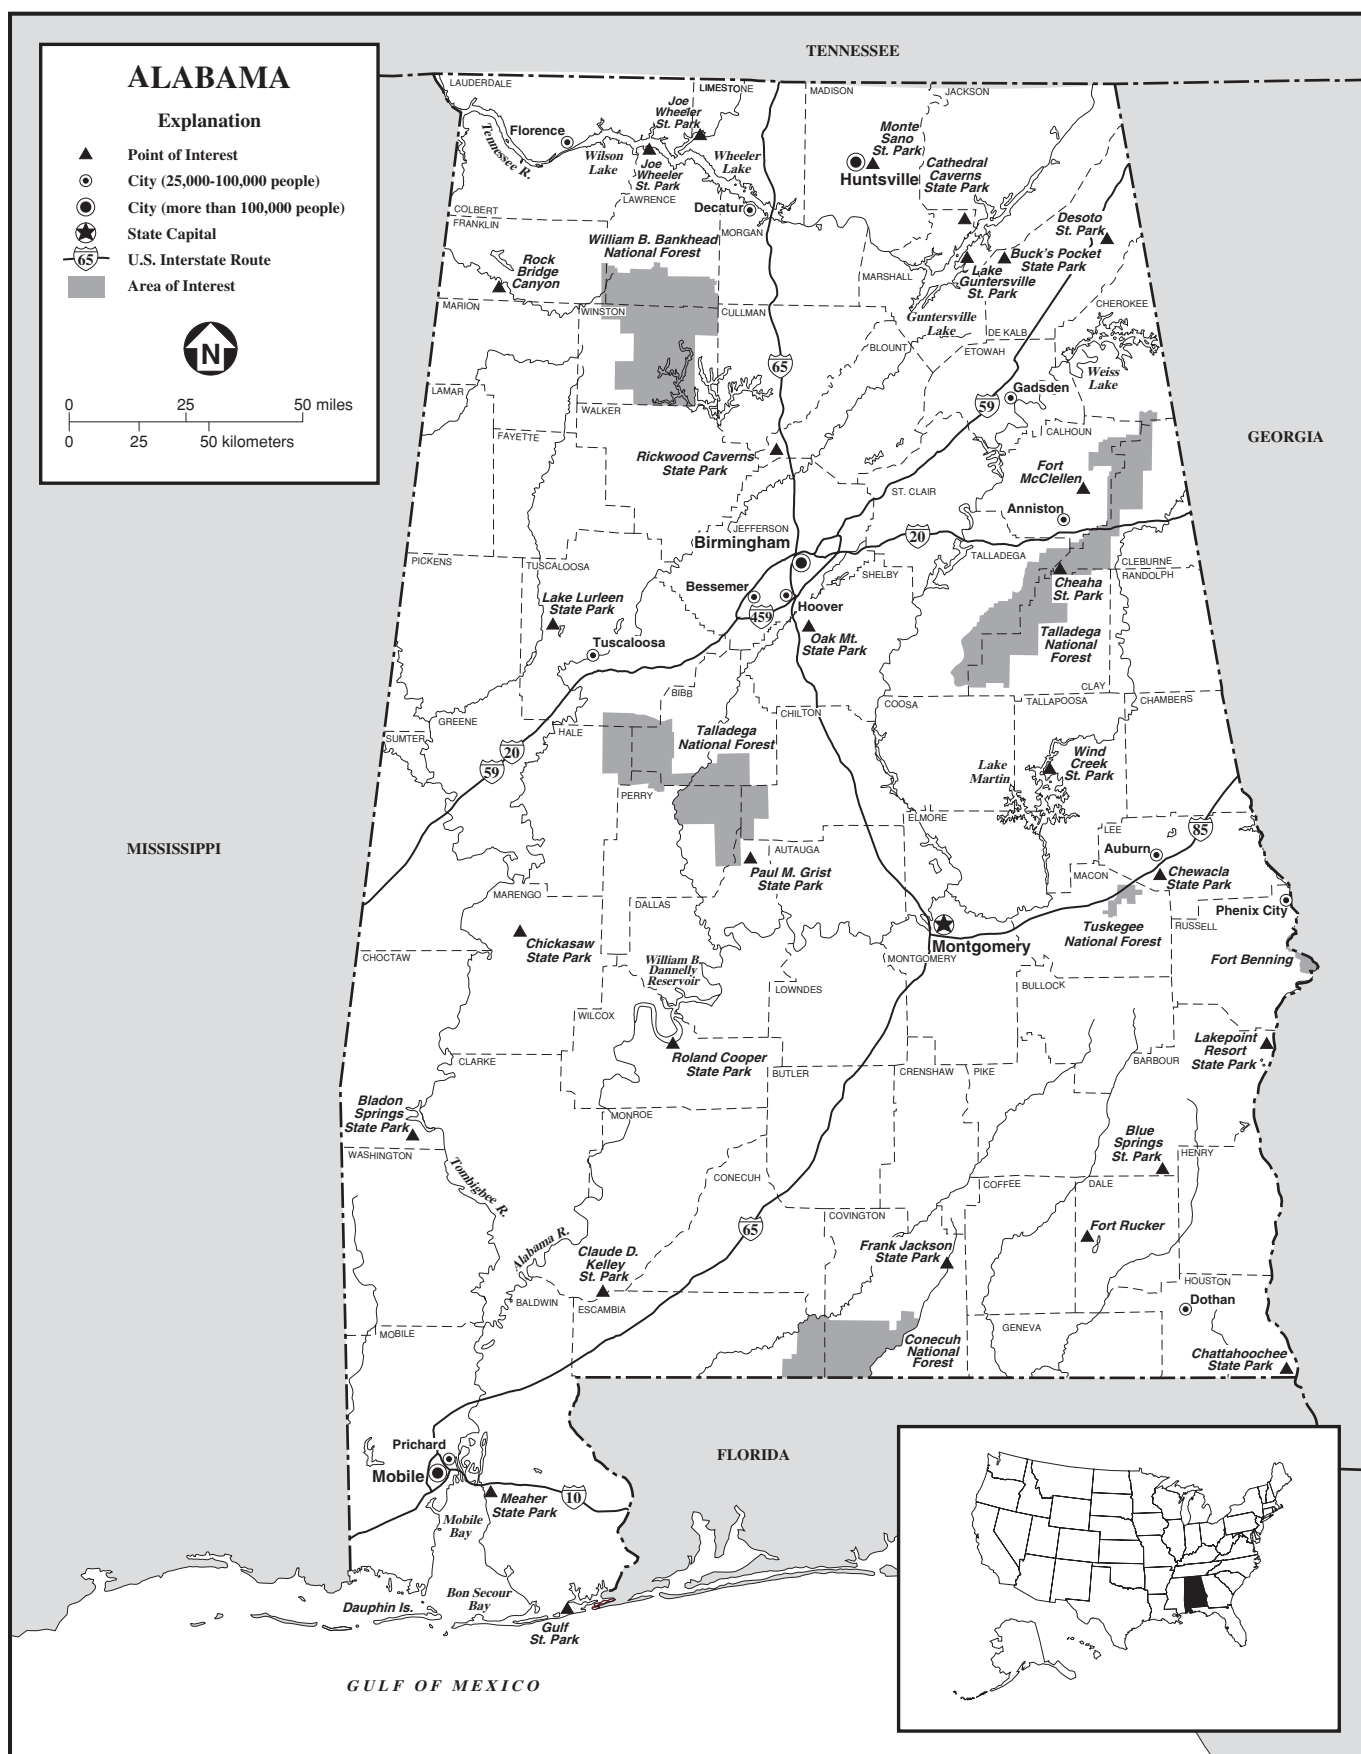 TENNESSEE
ALABAMA
Explanation
Point of Interest
City (25,000-100,000 people)
City (more than 100,000 people)
State Capital
65
U.S. Interstate Route
Area of Interest
N
0
25
50 miles
0
25
50 kilometers
LAUDERDALE
LIMESTONE
MADISON
JACKSON
Joe
Wheeler
St. Park
Florence
Tennessee R.
Wilson
Lake
Joe
Wheeler
St. Park
Wheeler
Lake
Monte
Sano
St. Park
Huntsville
Cathedral
Caverns
State Park
COLBERT
FRANKLIN
LAWRENCE
Decatur
MORGAN
Desoto
St. Park
William B. Bankhead
National Forest
Rock
Bridge
Canyon
MARSHALL
Buck's Pocket
State Park
Lake
Guntersville
St. Park
MARION
WINSTON
CULLMAN
Guntersville
Lake
CHEROKEE
DE KALB
BLOUNT
ETOWAH
65
Weiss
Lake
LAMAR
Gadsden
59
WALKER
FAYETTE
CALHOUN
GEORGIA
Rickwood Caverns
State Park
Fort
McClellen
ST. CLAIR
Anniston
JEFFERSON
Birmingham
20
PICKENS
TUSCALOOSA
TALLADEGA
CLEBURNE
RANDOLPH
SHELBY
Bessemer
Cheaha
St. Park
Lake Lurleen
State Park
Hoover
459
Oak Mt.
State Park
Talladega
National
Forest
Tuscaloosa
BIBB
CLAY
COOSA
TALLAPOOSA
CHAMBERS
CHILTON
GREENE
HALE
SUMTER
Talladega
National Forest
20
59
Lake
Martin
Wind
Creek
St. Park
PERRY
ELMORE
LEE
85
MISSISSIPPI
AUTAUGA
Auburn
Paul M. Grist
State Park
MACON
Chewacla
State Park
MARENGO
DALLAS
Phenix City
Tuskegee
National Forest
RUSSELL
Chickasaw
State Park
Montgomery
CHOCTAW
MONTGOMERY
William B.
Dannelly
Reservoir
Fort Benning
BULLOCK
LOWNDES
WILCOX
Lakepoint
Resort
State Park
Roland Cooper
State Park
CLARKE
BUTLER
CRENSHAW
PIKE
BARBOUR
Bladon
Springs
State Park
MONROE
Blue
Springs
St. Park
WASHINGTON
HENRY
Tombigbee R.
CONECUH
COFFEE
DALE
COVINGTON
65
Fort Rucker
Alabama R.
Frank Jackson
State Park
Claude D.
Kelley
St. Park
HOUSTON
BALDWIN
ESCAMBIA
Dothan
GENEVA
MOBILE
Conecuh
National
Forest
Chattahoochee
State Park
Prichard
FLORIDA
Mobile
10
Meaher
State Park
Mobile
Bay
Dauphin Is.
Bon Secour
Bay
Gulf
St. Park
GULF OF MEXICO